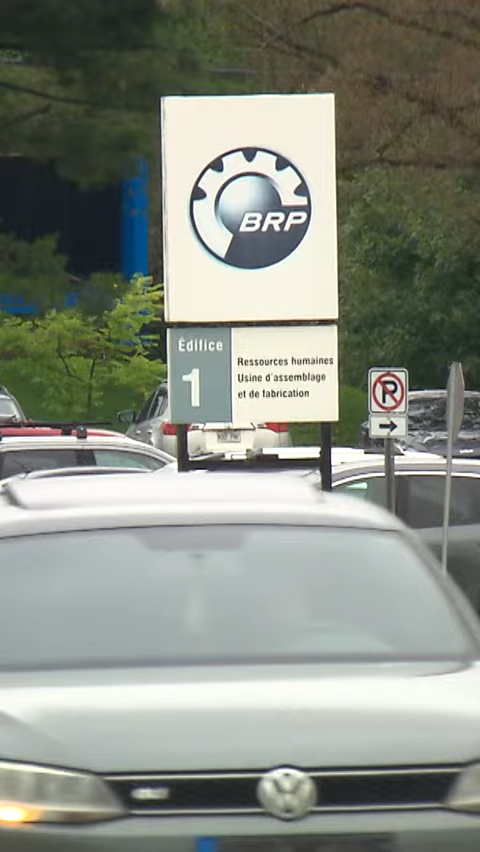 BRP
Édifice
1
Ressources humaines
Usine d'assemblage
et de fabrication
P